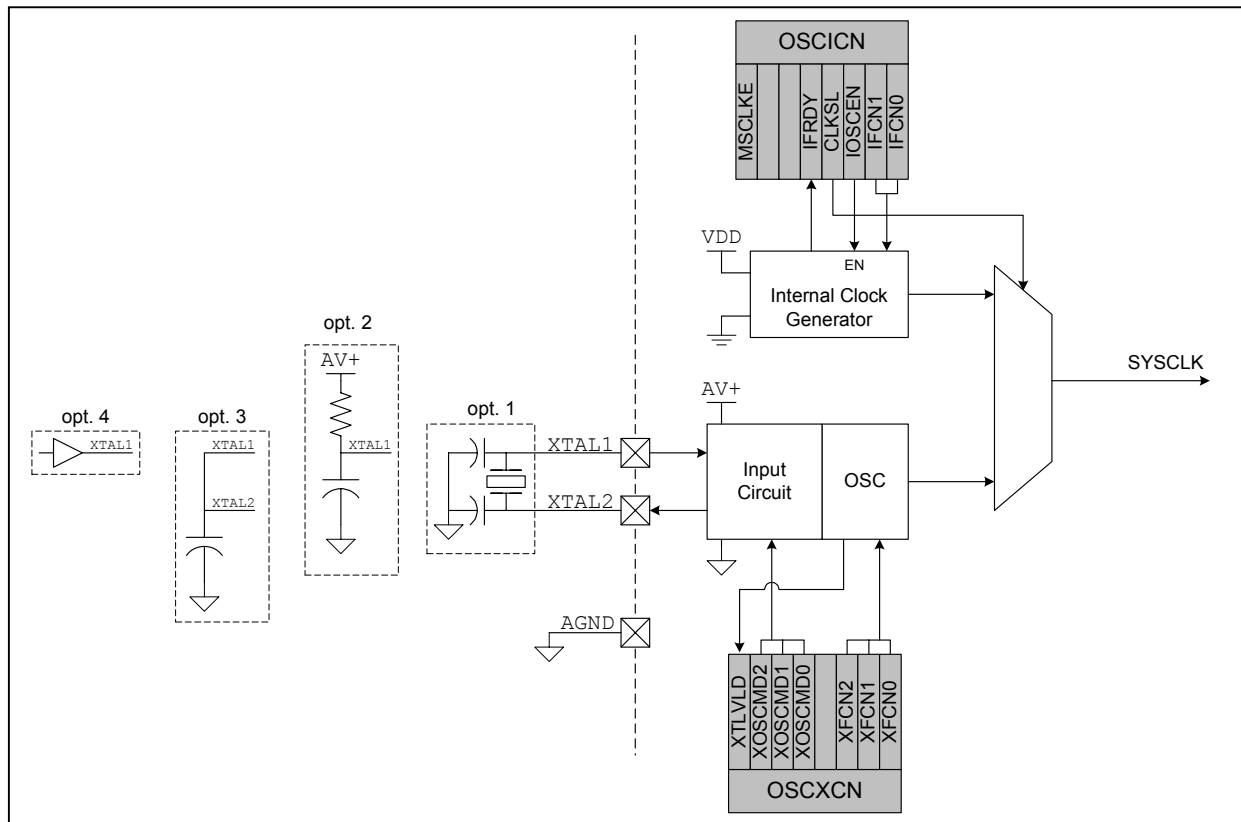 OSCICN
MSCLKE
IFRDY
CLKSL
IOSCEN
IFCN1
IFCN0
VDD
EN
Internal Clock
Generator
opt. 2
AV+
XTAL1
opt. 4
XTAL1
opt. 3
XTAL1
XTAL2
opt. 1
XTAL1
XTAL2
AGND
AV+
Input
Circuit
OSC
SYSCLK
XTLVLD
XOSCMD2
XOSCMD1
XOSCMD0
XFCN2
XFCN1
XFCN0
OSCXCN